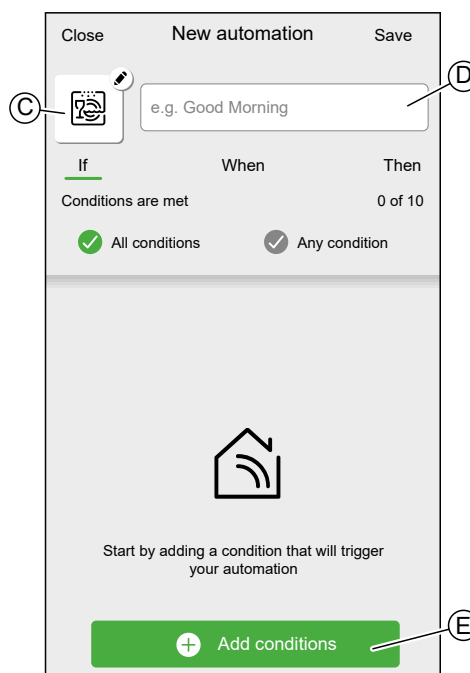 Close New automation Save
C e.g. Good Morning D
If When Then
Conditions are met 0 of 10
All conditions Any condition
Start by adding a condition that will trigger
your automation
Add conditions E